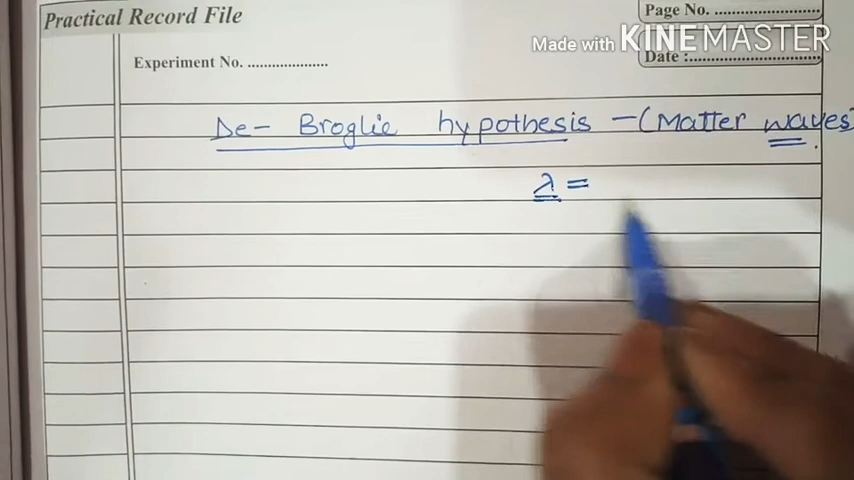 Practical Record File
Page No. ......................
Made with KINEMASTER
Experiment No. ....................
Date :..............................
De- Broglie hypothesis -(Matter waves).
λ =